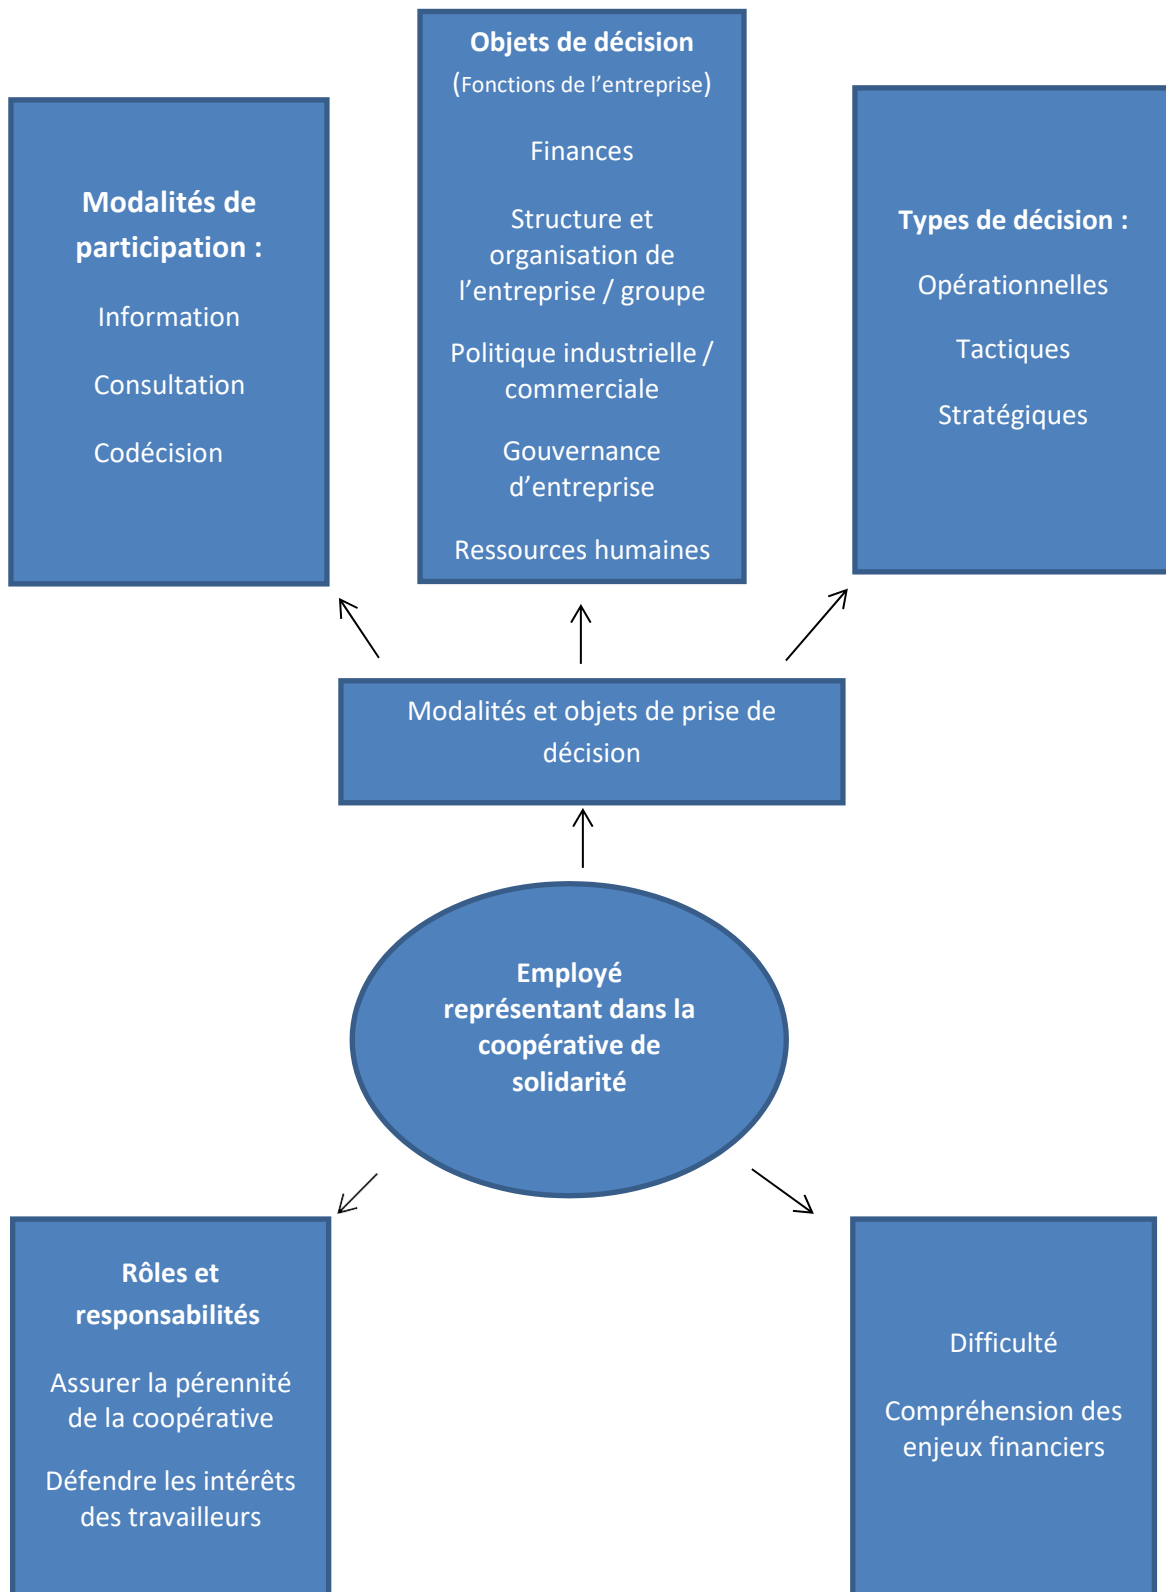 Objets de décision
(Fonctions de l’entreprise)
Finances
Structure et
organisation de
l’entreprise / groupe
Politique industrielle /
commerciale
Gouvernance
d’entreprise
Ressources humaines
Modalités de
participation :
Information
Consultation
Codécision
Types de décision :
Opérationnelles
Tactiques
Stratégiques
Modalités et objets de prise de
décision
Employé
représentant dans la
coopérative de
solidarité
Rôles et
responsabilités
Assurer la pérennité
de la coopérative
Défendre les intérêts
des travailleurs
Difficulté
Compréhension des
enjeux financiers